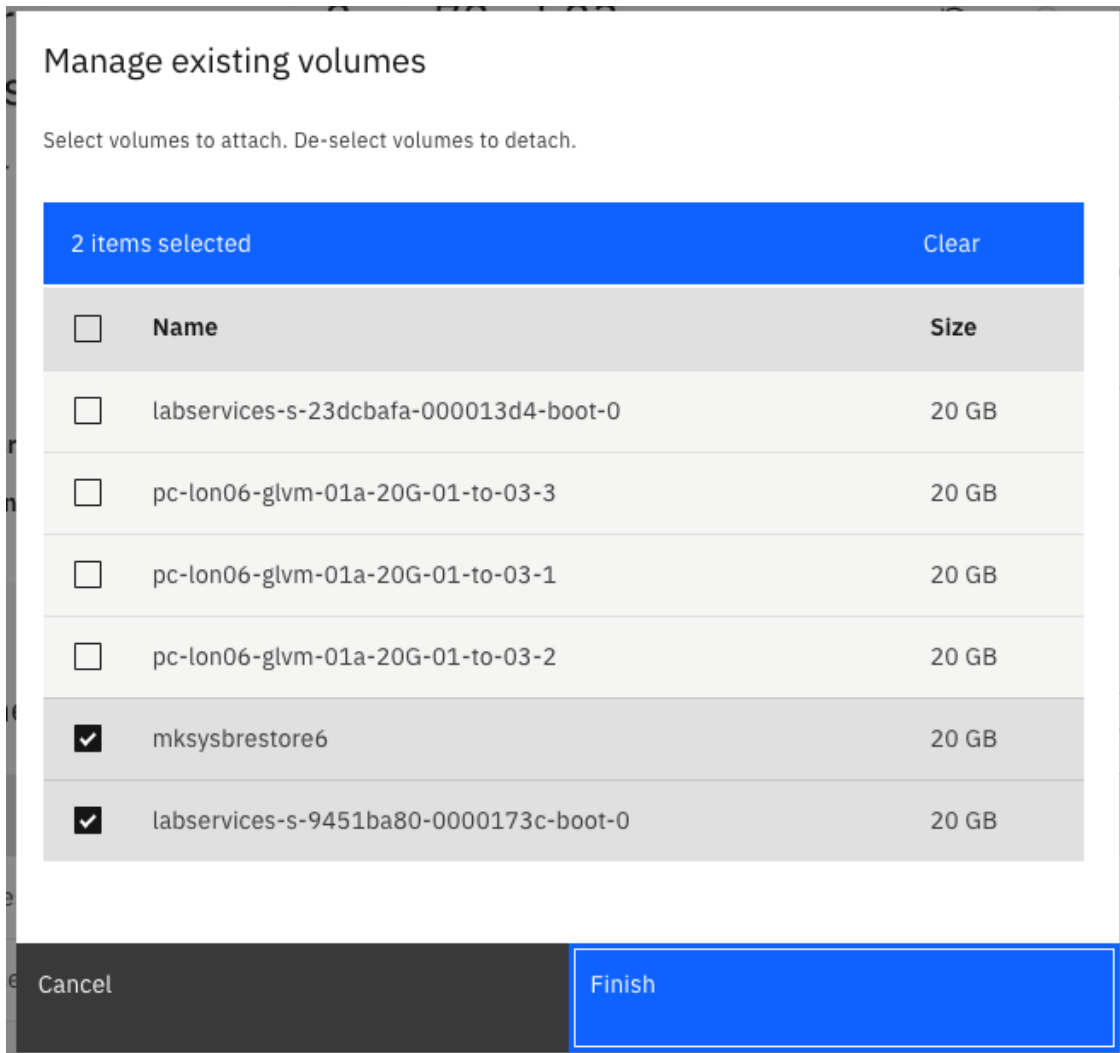 Manage existing volumes
Select volumes to attach. De-select volumes to detach.
2 items selected Clear
Name Size
labservices-s-23dcbafa-000013d4-boot-0 20 GB
pc-lon06-glvm-01a-20G-01-to-03-3 20 GB
pc-lon06-glvm-01a-20G-01-to-03-1 20 GB
pc-lon06-glvm-01a-20G-01-to-03-2 20 GB
mksysbrestore6 20 GB
labservices-s-9451ba80-0000173c-boot-0 20 GB
Cancel Finish